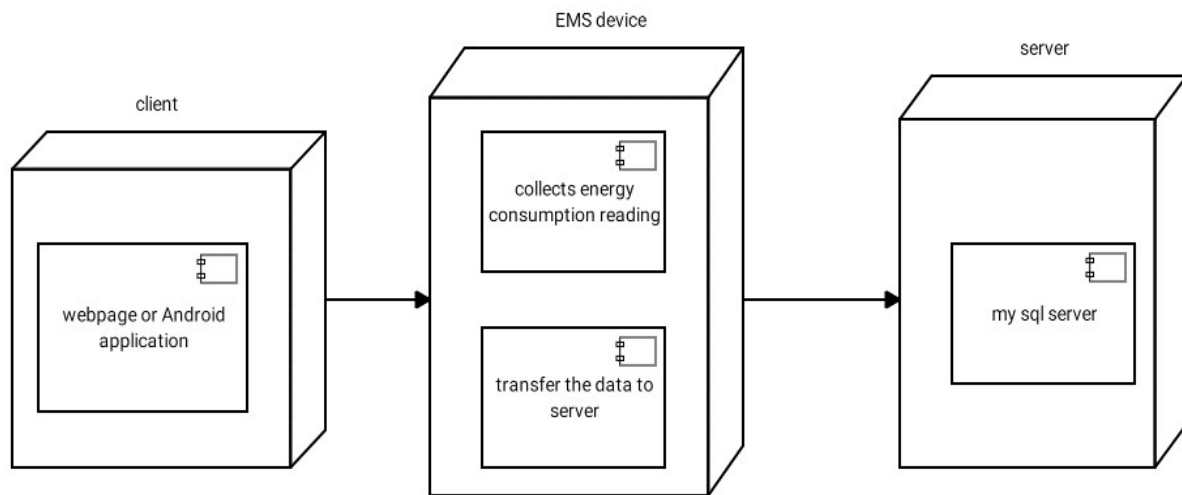 client
webpage or Android
application
EMS device
collects energy
consumption reading
transfer the data to
server
server
my sql server